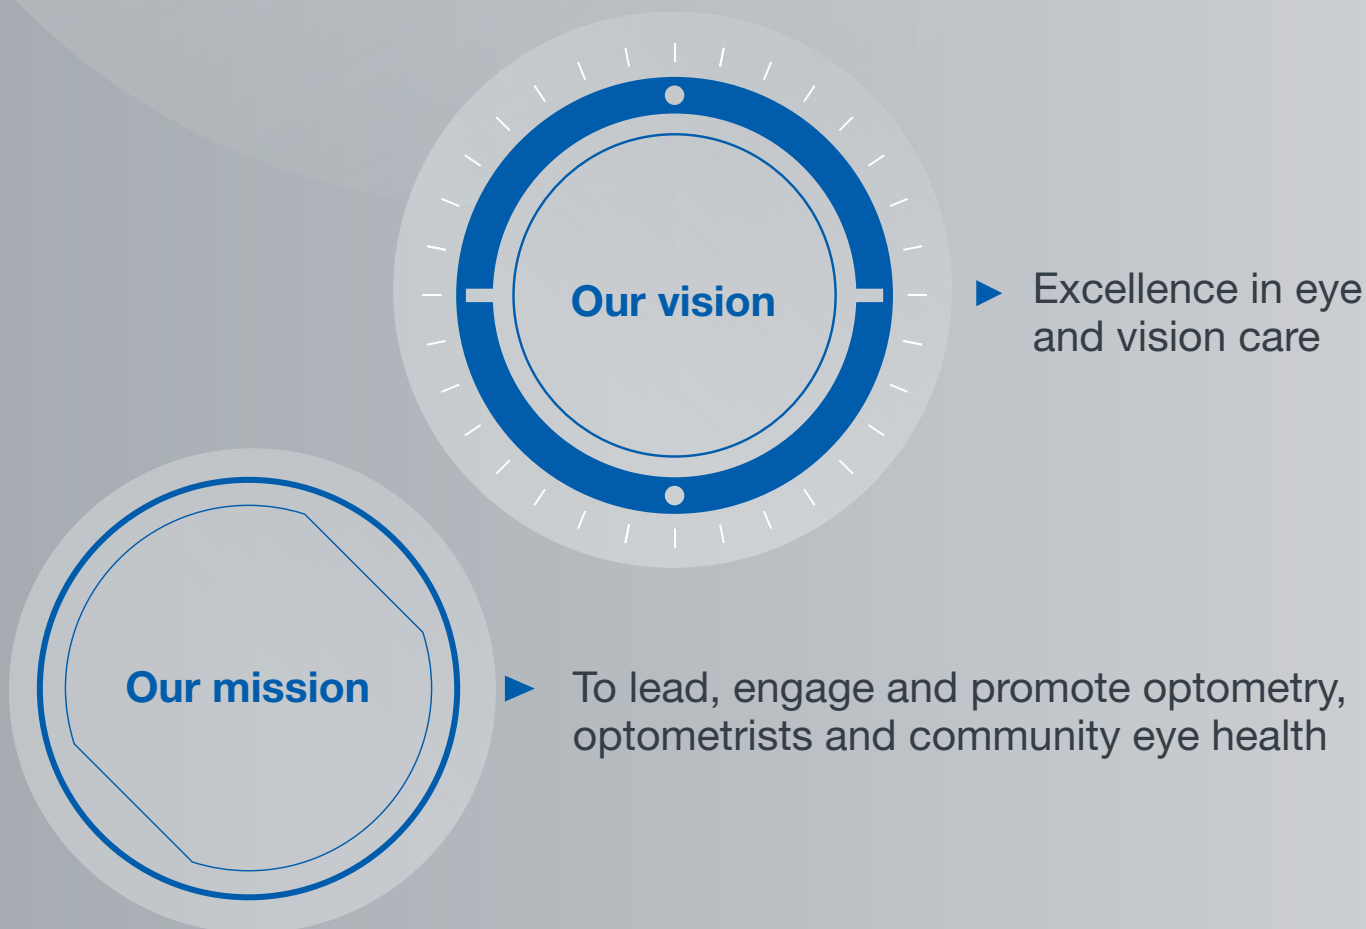 Our vision
Excellence in eye
and vision care
Our mission
To lead, engage and promote optometry,
optometrists and community eye health